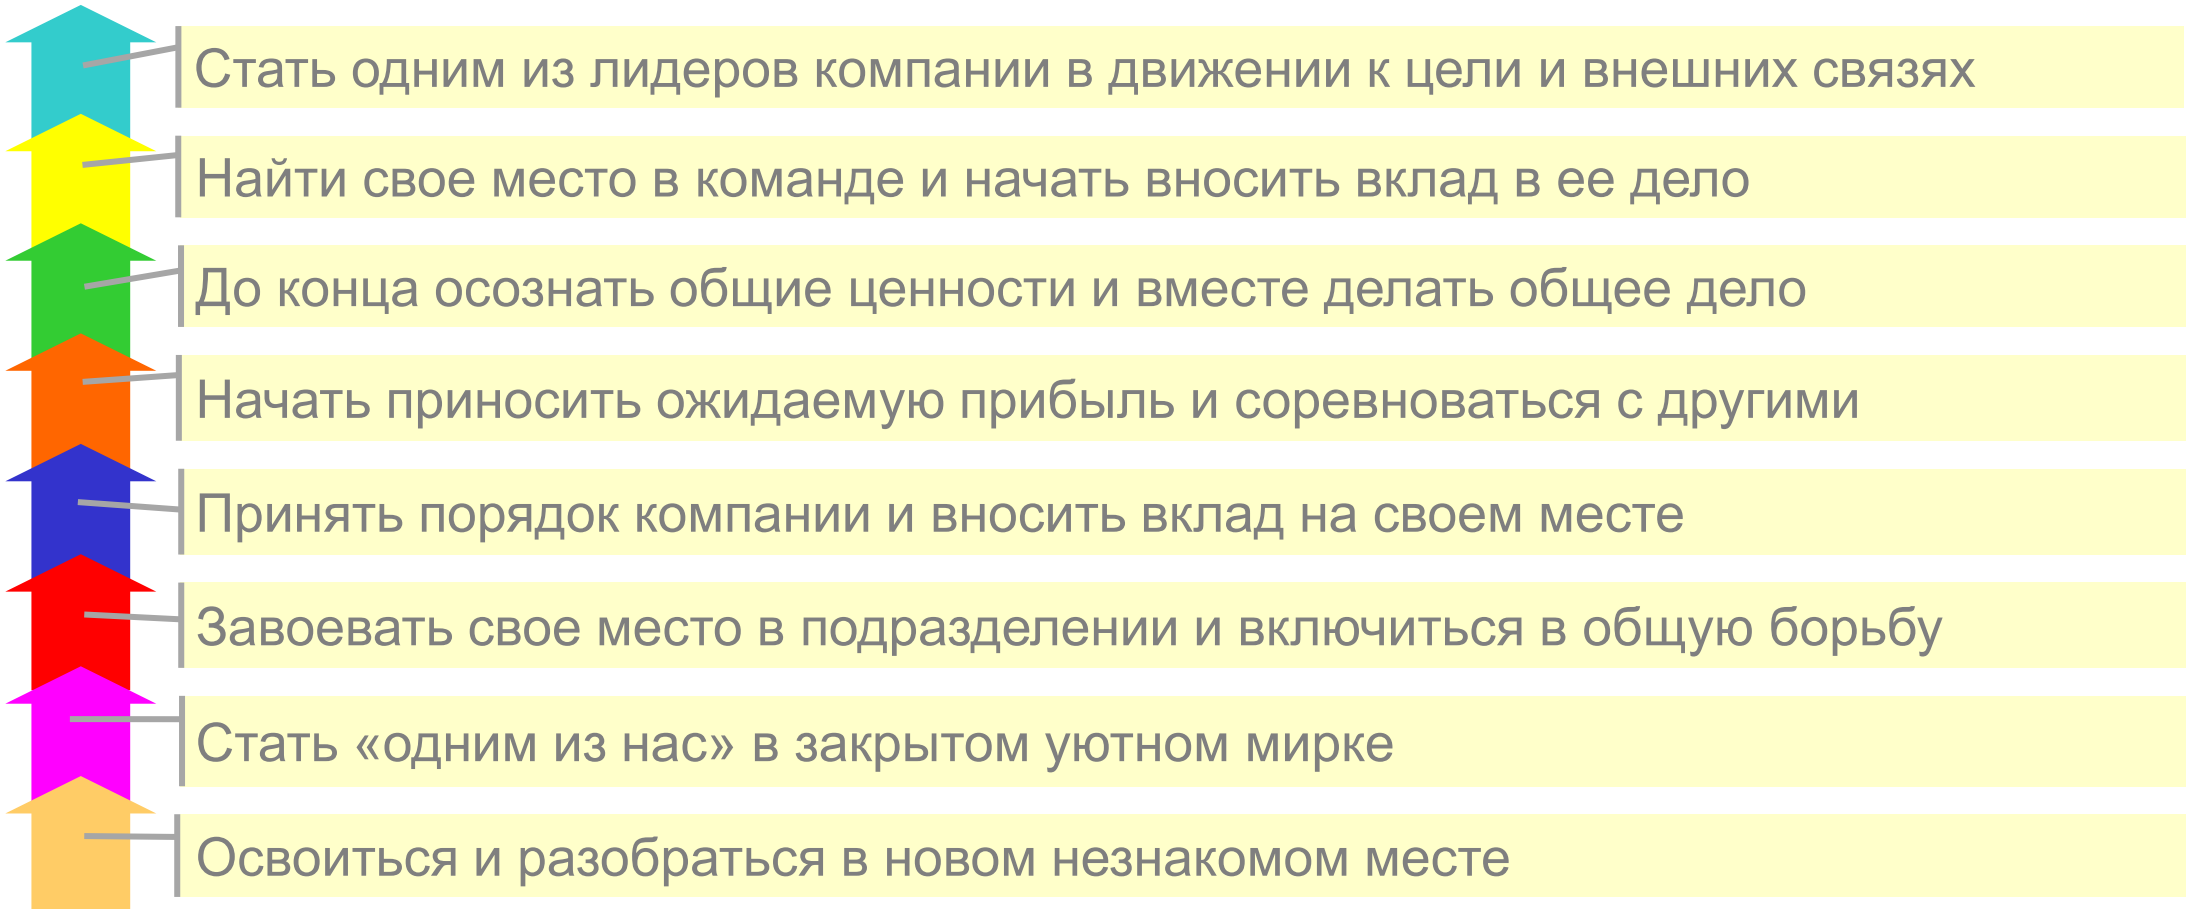 Стать одним из лидеров компании в движении к цели и внешних связях
Найти свое место в команде и начать вносить вклад в ее дело
До конца осознать общие ценности и вместе делать общее дело
Начать приносить ожидаемую прибыль и соревноваться с другими
Принять порядок компании и вносить вклад на своем месте
Завоевать свое место в подразделении и включиться в общую борьбу
Стать «одним из нас» в закрытом уютном мирке
Освоиться и разобраться в новом незнакомом месте